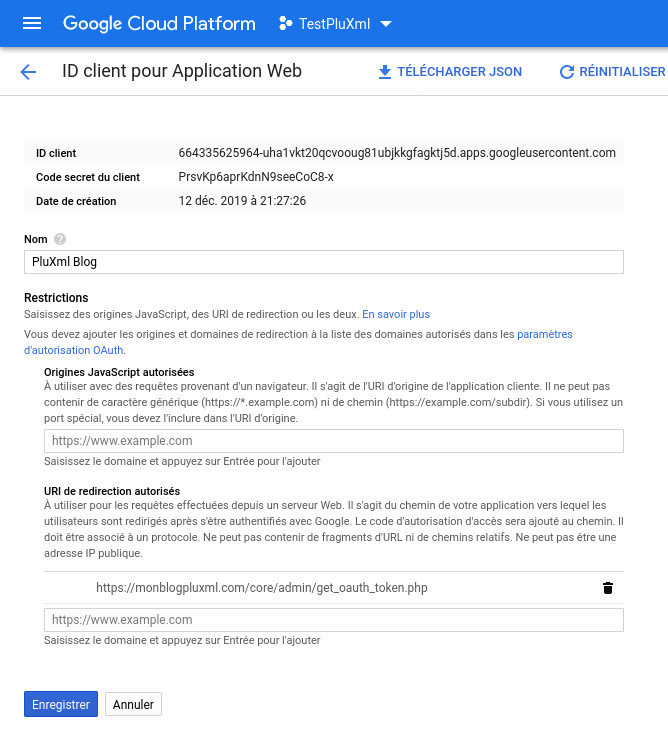 Google Cloud Platform TestPluXml
ID client pour Application Web TÉLÉCHARGER JSON RÉINITIALISER
ID client 664335625964-uha1vkt20qcvooug81ubjkkgfagktj5d.apps.googleusercontent.com
Code secret du client PrsvKp6aprKdnN9seeCoC8-x
Date de création 12 déc. 2019 à 21:27:26
Nom ?
PluXml Blog
Restrictions
Saisissez des origines JavaScript, des URI de redirection ou les deux. En savoir plus
Vous devez ajouter les origines et domaines de redirection à la liste des domaines autorisés dans les paramètres
d'autorisation OAuth.
Origines JavaScript autorisées
À utiliser avec des requêtes provenant d'un navigateur. Il s'agit de l'URI d'origine de l'application cliente. Il ne peut pas
contenir de caractère générique (https://*.example.com) ni de chemin (https://example.com/subdir). Si vous utilisez un
port spécial, vous devez l'inclure dans l'URI d'origine.
https://www.example.com
Saisissez le domaine et appuyez sur Entrée pour l'ajouter
URI de redirection autorisés
À utiliser pour les requêtes effectuées depuis un serveur Web. Il s'agit du chemin de votre application vers lequel les
utilisateurs sont redirigés après s'être authentifiés avec Google. Le code d'autorisation d'accès sera ajouté au chemin. Il
doit être associé à un protocole. Ne peut pas contenir de fragments d'URL ni de chemins relatifs. Ne peut pas être une
adresse IP publique.
https://monblogpluxml.com/core/admin/get_oauth_token.php
https://www.example.com
Saisissez le domaine et appuyez sur Entrée pour l'ajouter
Enregistrer Annuler